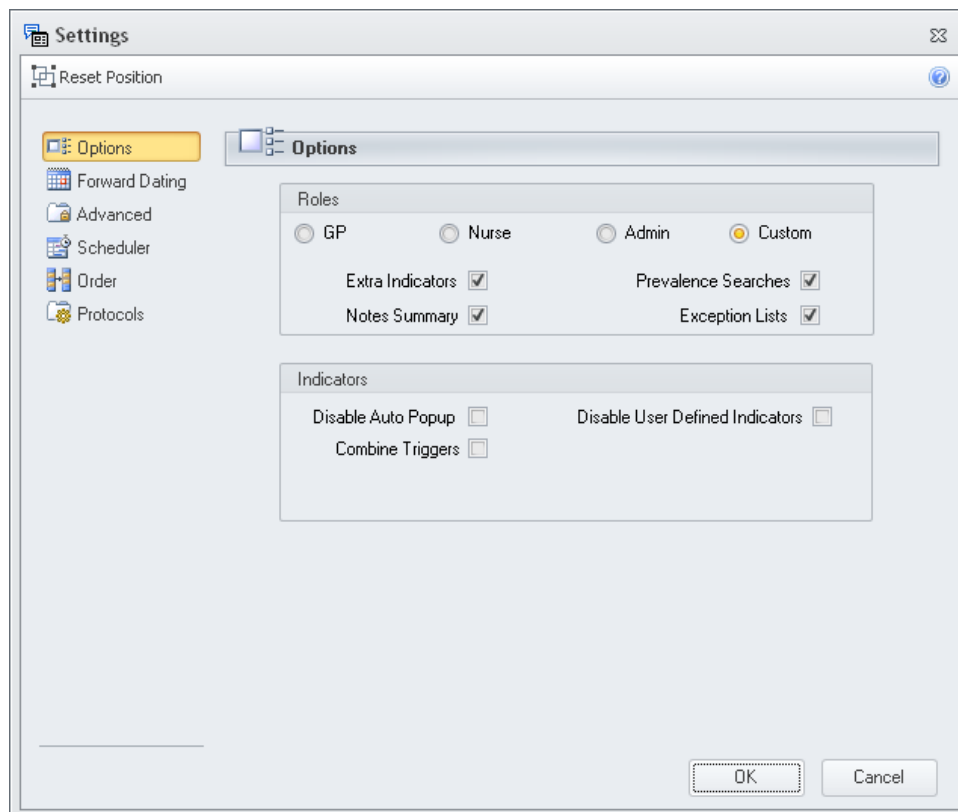 Settings
Reset Position
Options
Forward Dating
Advanced
Scheduler
Order
Protocols
Options
Roles
GP Nurse Admin Custom
Extra Indicators Prevalence Searches
Notes Summary Exception Lists
Indicators
Disable Auto Popup Disable User Defined Indicators
Combine Triggers
OK Cancel